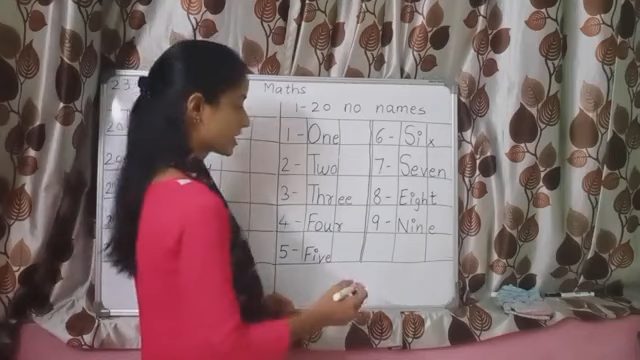 23
Maths
1-20 no names
1- One
2- Two
3- Three
4- Four
5- Five
6- Six
7- Seven
8- Eight
9- Nine